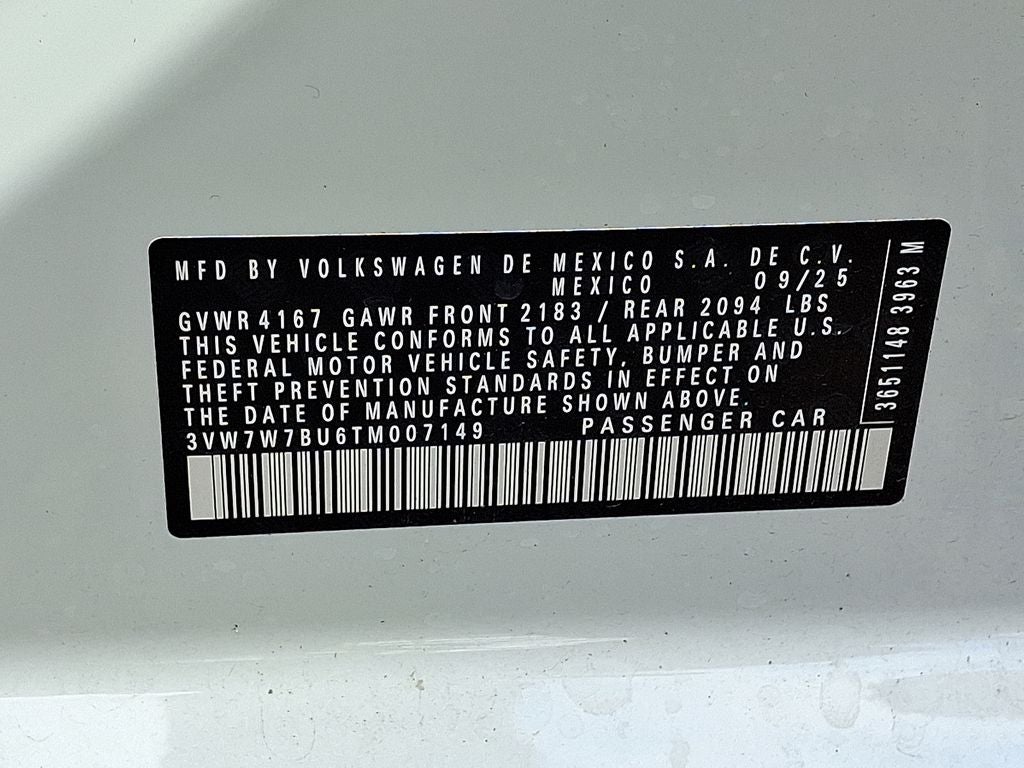 MFD BY VOLKSWAGEN DE MEXICO S.A. DE C.V.
MEXICO 09/25
GVWR 4167 GAWR FRONT 2183 / REAR 2094 LBS
THIS VEHICLE CONFORMS TO ALL APPLICABLE U.S.
FEDERAL MOTOR VEHICLE SAFETY, BUMPER AND
THEFT PREVENTION STANDARDS IN EFFECT ON
THE DATE OF MANUFACTURE SHOWN ABOVE.
3VW7W7BU6TM007149 PASSENGER CAR
3651148 3963 M